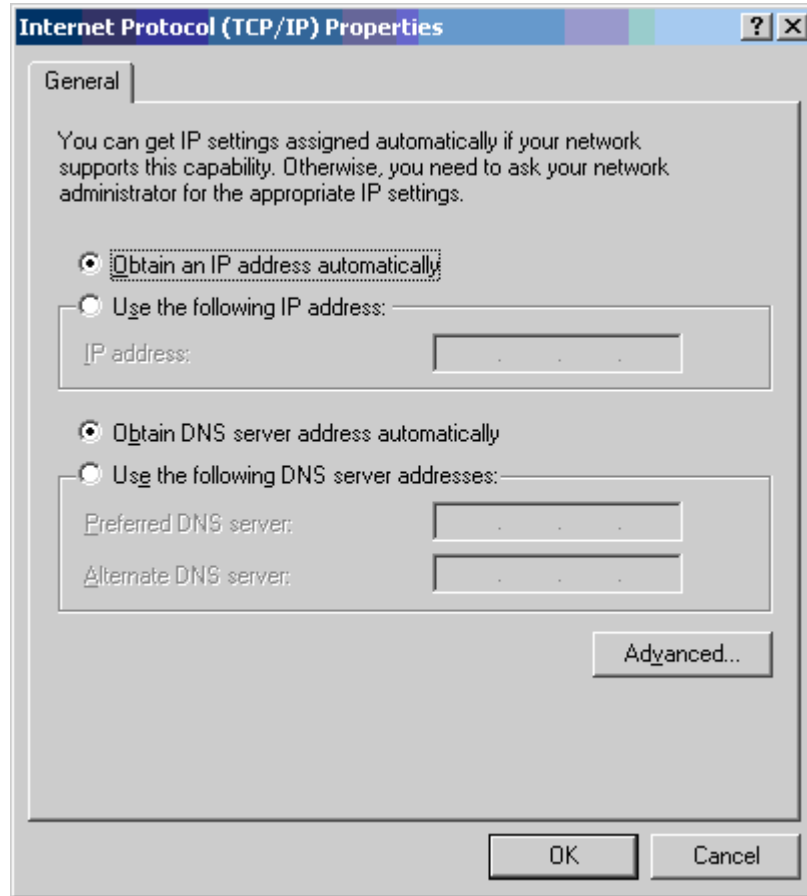 Internet Protocol (TCP/IP) Properties
General
You can get IP settings assigned automatically if your network
supports this capability. Otherwise, you need to ask your network
administrator for the appropriate IP settings.
Obtain an IP address automatically
Use the following IP address:
IP address:
Obtain DNS server address automatically
Use the following DNS server addresses:
Preferred DNS server:
Alternate DNS server:
Advanced...
OK Cancel